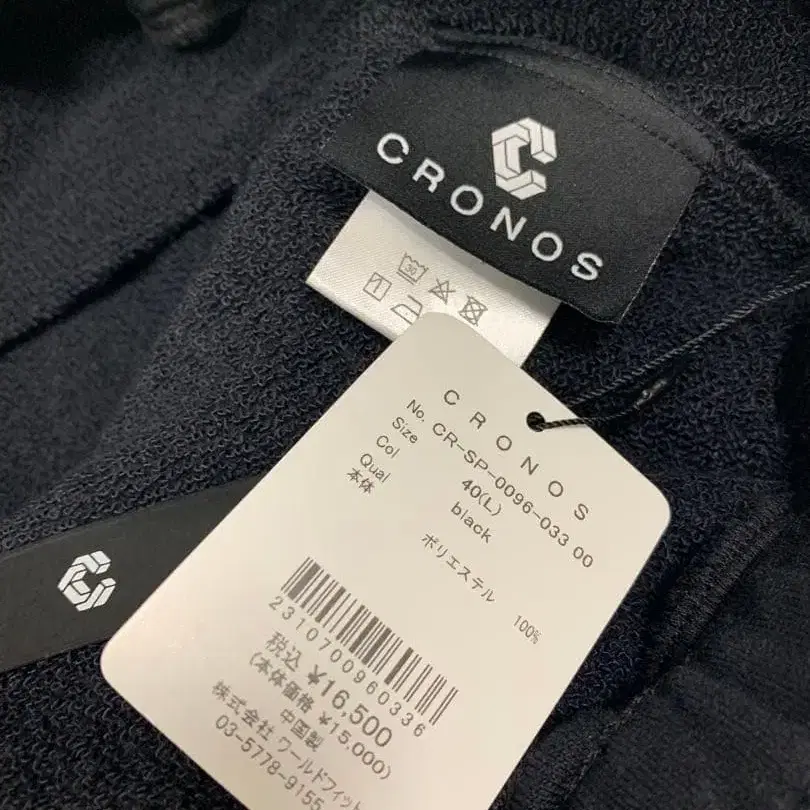 CRONOS
30
1
CRONOS
No. CR-SP-0096-033 00
Size 40(L)
Col black
Qual
本体 ポリエステル 100%
2310700960336
税込 ¥16,500
(本体価格 ¥15,000)
中国製
株式会社 ワールドフィット
03-5778-9155